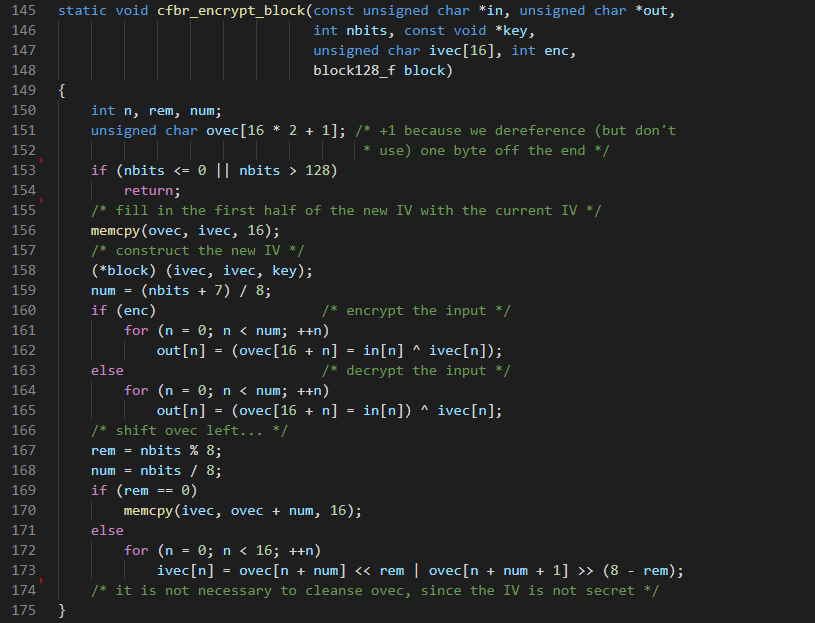 145 static void cfbr_encrypt_block(const unsigned char *in, unsigned char *out,
146                                int nbits, const void *key,
147                                unsigned char ivec[16], int enc,
148                                block128_f block)
149 {
150     int n, rem, num;
151     unsigned char ovec[16 * 2 + 1]; /* +1 because we dereference (but don't
152                                      * use) one byte off the end */
153     if (nbits <= 0 || nbits > 128)
154         return;
155     /* fill in the first half of the new IV with the current IV */
156     memcpy(ovec, ivec, 16);
157     /* construct the new IV */
158     (*block) (ivec, ivec, key);
159     num = (nbits + 7) / 8;
160     if (enc)                    /* encrypt the input */
161         for (n = 0; n < num; ++n)
162             out[n] = (ovec[16 + n] = in[n] ^ ivec[n]);
163     else                        /* decrypt the input */
164         for (n = 0; n < num; ++n)
165             out[n] = (ovec[16 + n] = in[n]) ^ ivec[n];
166     /* shift ovec left... */
167     rem = nbits % 8;
168     num = nbits / 8;
169     if (rem == 0)
170         memcpy(ivec, ovec + num, 16);
171     else
172         for (n = 0; n < 16; ++n)
173             ivec[n] = ovec[n + num] << rem | ovec[n + num + 1] >> (8 - rem);
174     /* it is not necessary to cleanse ovec, since the IV is not secret */
175 }